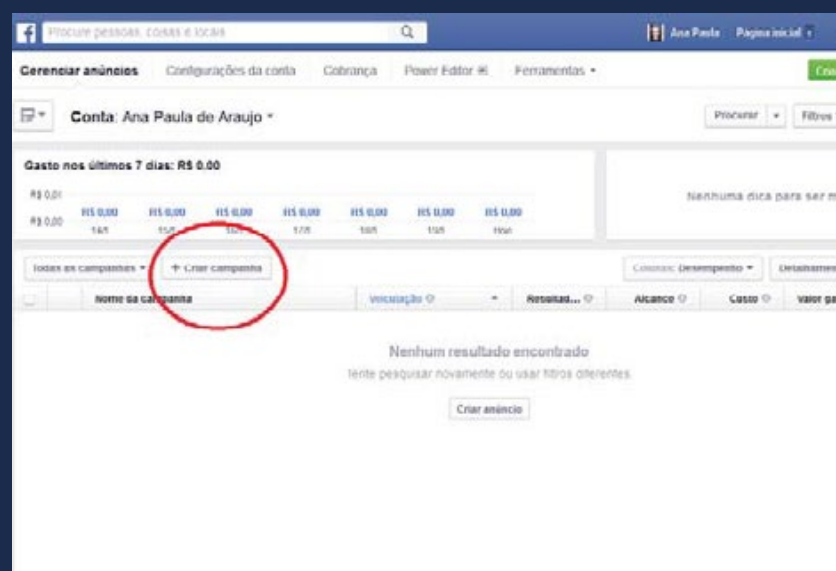 f Procure pessoas, coisas e locais Ana Paula Página inicial
Gerenciar anúncios Configurações da conta Cobrança Power Editor Ferramentas
Conta: Ana Paula de Araujo Procurar Filtros
Gasto nos últimos 7 dias: R$ 0,00
R$ 0,01
Nenhuma dica para ser
R$ 0,00 R$ 0,00 R$ 0,00 R$ 0,00 R$ 0,00 R$ 0,00 R$ 0,00 R$ 0,00
Hoje
Todas as campanhas + Criar campanha Colunas: Desempenho
Nome da campanha Veiculação Resultad... Alcance Custo Valor
Nenhum resultado encontrado
Tente pesquisar novamente ou usar filtros diferentes.
Criar anúncio